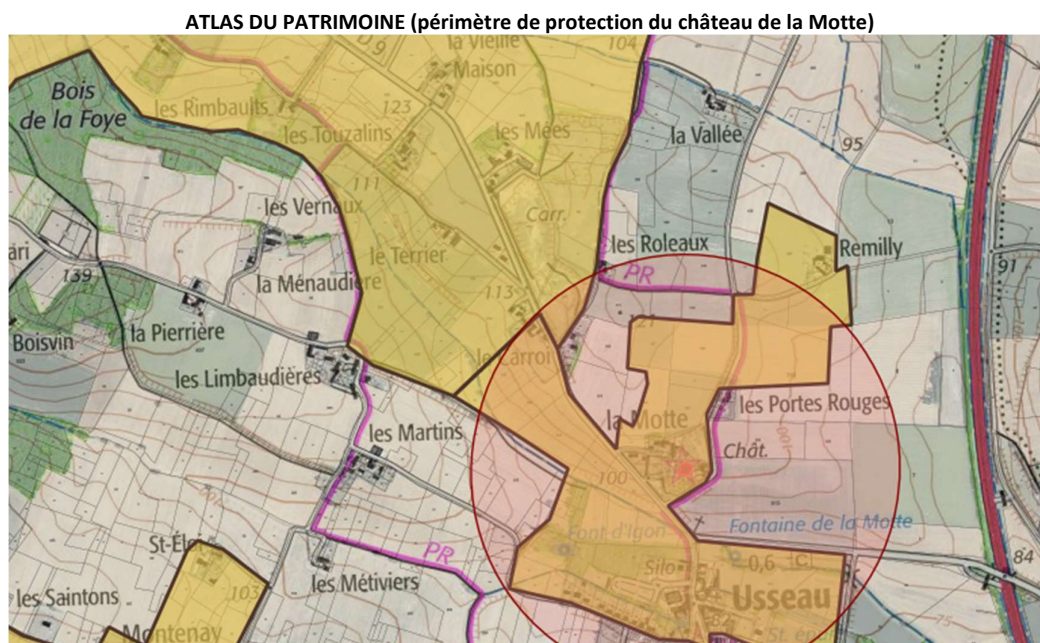 ATLAS DU PATRIMOINE (périmètre de protection du château de la Motte)
D 9
la Vieille
Maison
104
Bois
de la Foye
les Rimbaults
123
les Touzalins
les Mées
la Vallée
95
111
les Vernaux
Carr.
le Terrier
les Roleaux
Remilly
PR
139
la Ménaudière
113
91
la Pierrière
Boisvin
le Carroi
les Limbaudières
les Portes Rouges
la Motte
les Martins
Chât.
100
100
100
Fontaine de la Motte
Font d'Igon
St-Éloi
PR
Silo
0,6
84
les Métiviers
les Saintons
103
Usseau
75
Montenay
82